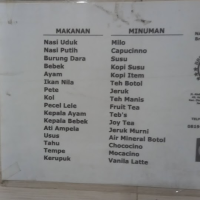 MAKANAN
Nasi Uduk
Nasi Putih
Burung Dara
Bebek
Ayam
Ikan Nila
Pete
Kol
Pecel Lele
Kepala Ayam
Kepala Bebek
Ati Ampela
Usus
Tahu
Tempe
Kerupuk
MINUMAN
Milo
Capucinno
Susu
Kopi Susu
Kopi Item
Teh Botol
Jeruk
Teh Manis
Fruit Tea
Teb's
Joy Tea
Jeruk Murni
Air Mineral Botol
Chococino
Mocacino
Vanila Latte